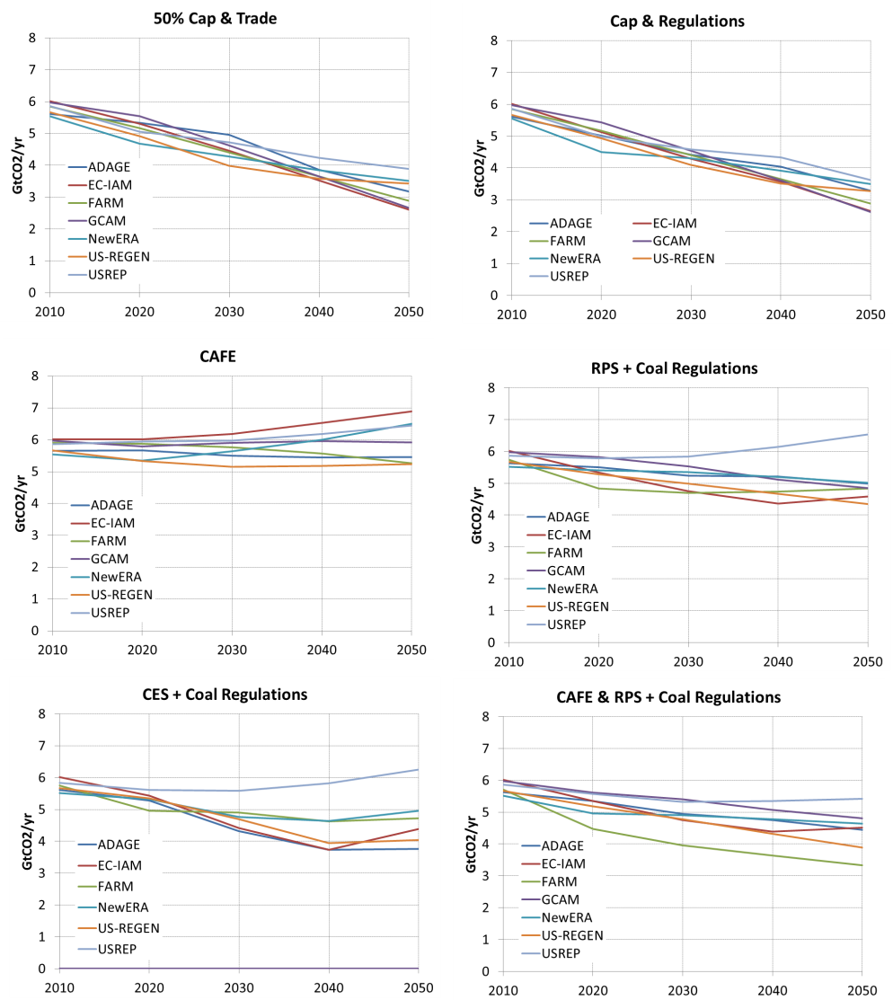 50% Cap & Trade
GtCO2/yr
8
7
6
5
4
3
2
1
0
ADAGE
EC-IAM
FARM
GCAM
NewERA
US-REGEN
USREP
2010 2020 2030 2040 2050
Cap & Regulations
GtCO2/yr
8
7
6
5
4
3
2
1
0
ADAGE EC-IAM
FARM GCAM
NewERA US-REGEN
USREP
2010 2020 2030 2040 2050
CAFE
GtCO2/yr
8
7
6
5
4
3
2
1
0
ADAGE
EC-IAM
FARM
GCAM
NewERA
US-REGEN
USREP
2010 2020 2030 2040 2050
RPS + Coal Regulations
GtCO2/yr
8
7
6
5
4
3
2
1
0
ADAGE
EC-IAM
FARM
GCAM
NewERA
US-REGEN
USREP
2010 2020 2030 2040 2050
CES + Coal Regulations
GtCO2/yr
8
7
6
5
4
3
2
1
0
ADAGE
EC-IAM
FARM
NewERA
US-REGEN
USREP
2010 2020 2030 2040 2050
CAFE & RPS + Coal Regulations
GtCO2/yr
8
7
6
5
4
3
2
1
0
ADAGE
EC-IAM
FARM
GCAM
NewERA
US-REGEN
USREP
2010 2020 2030 2040 2050